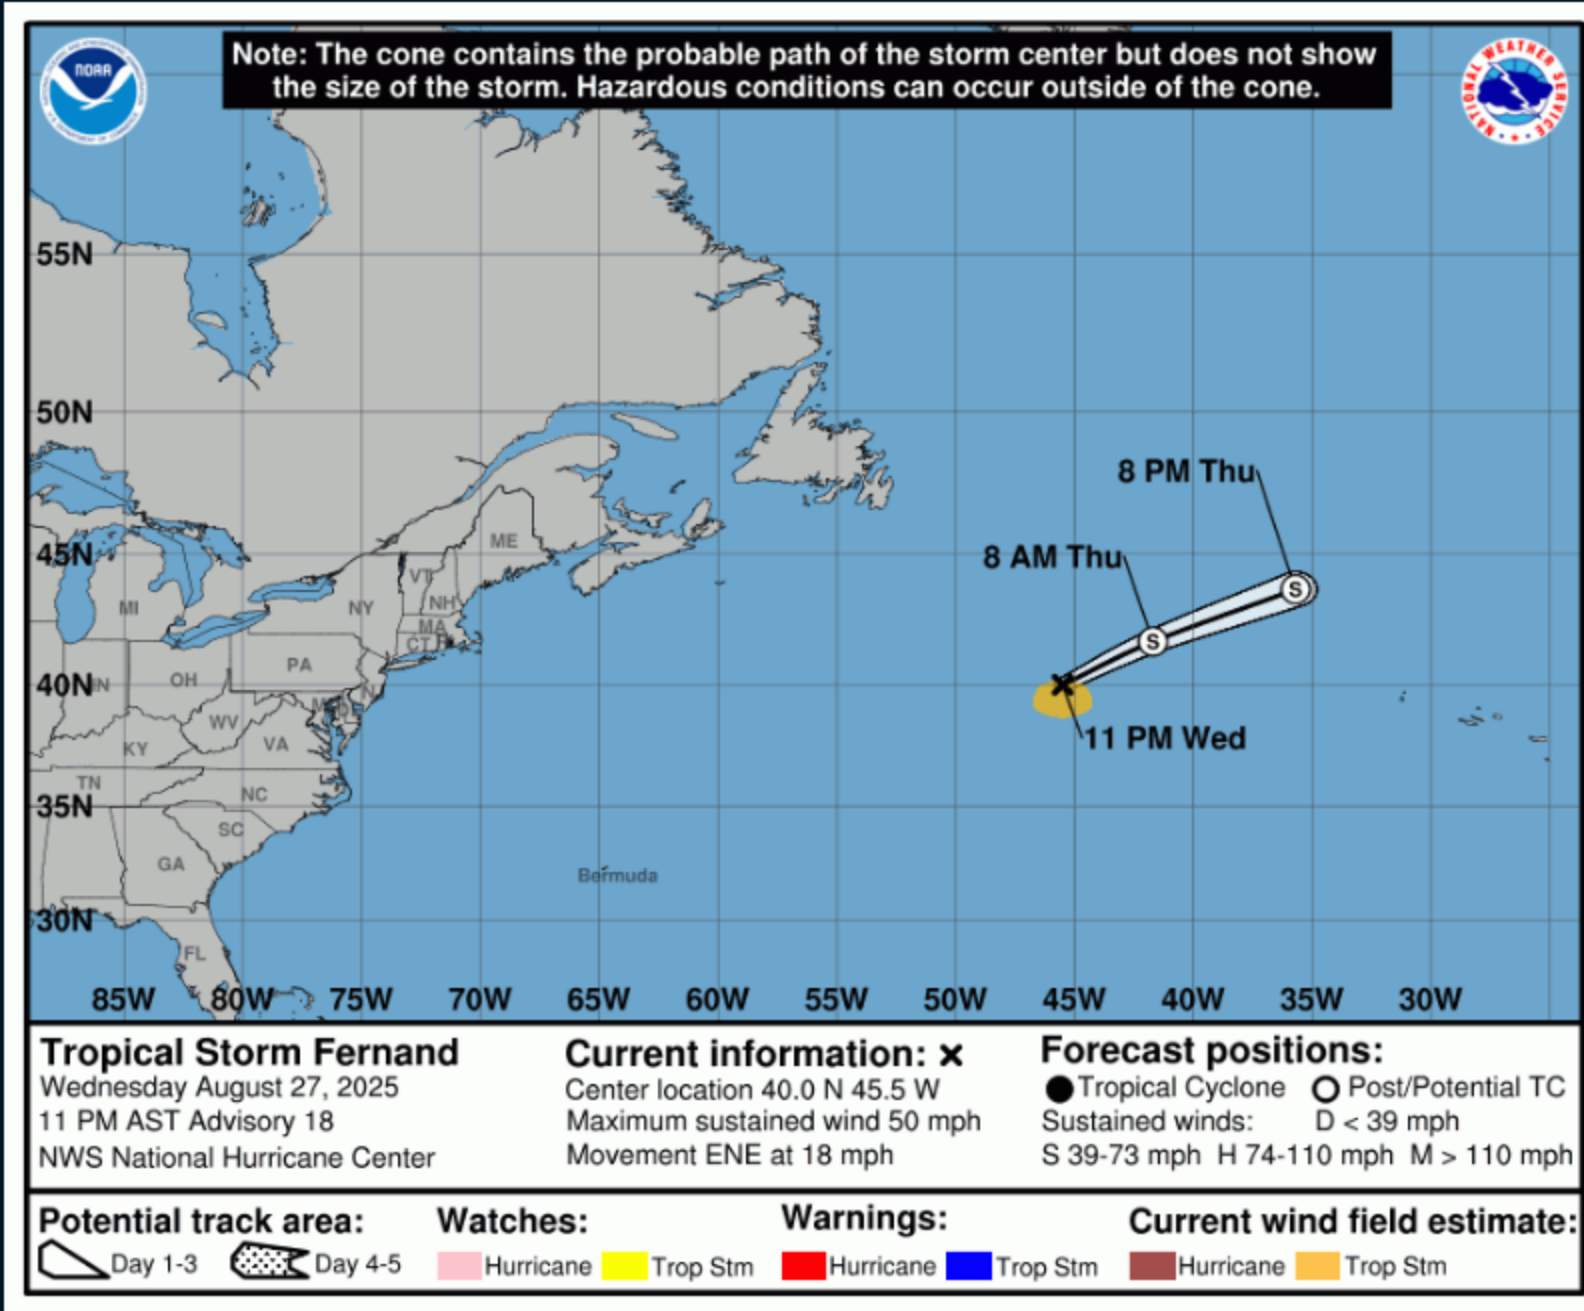 Note: The cone contains the probable path of the storm center but does not show
the size of the storm. Hazardous conditions can occur outside of the cone.
NOAA
NATIONAL WEATHER SERVICE
55N
50N
8 PM Thu
45N
ME
8 AM Thu
VT
MI
NY
NH
MA
CT
S
S
PA
40N
OH
IN
WV
11 PM Wed
KY
VA
TN
NC
35N
SC
GA
Bermuda
30N
FL
85W 80W 75W 70W 65W 60W 55W 50W 45W 40W 35W 30W
Tropical Storm Fernand
Wednesday August 27, 2025
11 PM AST Advisory 18
NWS National Hurricane Center
Current information: ×
Center location 40.0 N 45.5 W
Maximum sustained wind 50 mph
Movement ENE at 18 mph
Forecast positions:
Tropical Cyclone Post/Potential TC
Sustained winds: D < 39 mph
S 39-73 mph H 74-110 mph M > 110 mph
Potential track area:
Day 1-3 Day 4-5
Watches:
Hurricane Trop Stm
Warnings:
Hurricane Trop Stm
Current wind field estimate:
Hurricane Trop Stm